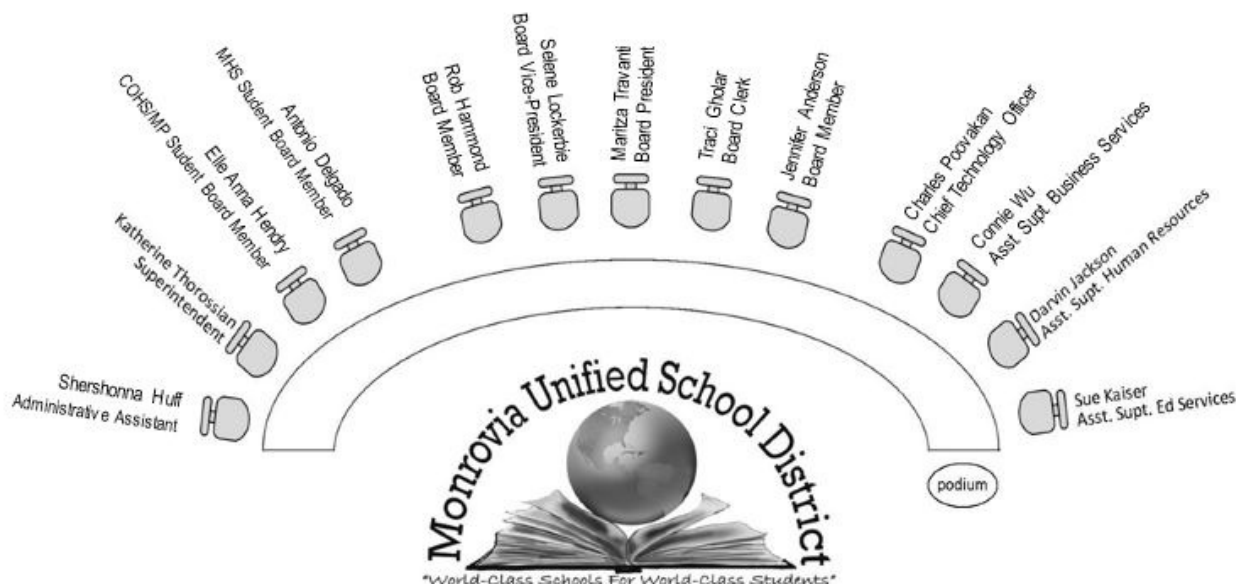 Shershonna Huff
Administrative Assistant
Katherine Thorossian
Superintendent
Elle Anna Hendry
COHS/MP Student Board Member
Antonio Delgado
MHS Student Board Member
Rob Hammond
Board Member
Selene Lockerbie
Board Vice-President
Maritza Travanti
Board President
Traci Gholar
Board Clerk
Jennifer Anderson
Board Member
Charles Poovakan
Chief Technology Officer
Connie Wu
Asst. Supt Business Services
Darvin Jackson
Asst. Supt. Human Resources
Sue Kaiser
Asst. Supt. Ed Services
podium
Monrovia Unified School District
"World-Class Schools For World-Class Students"